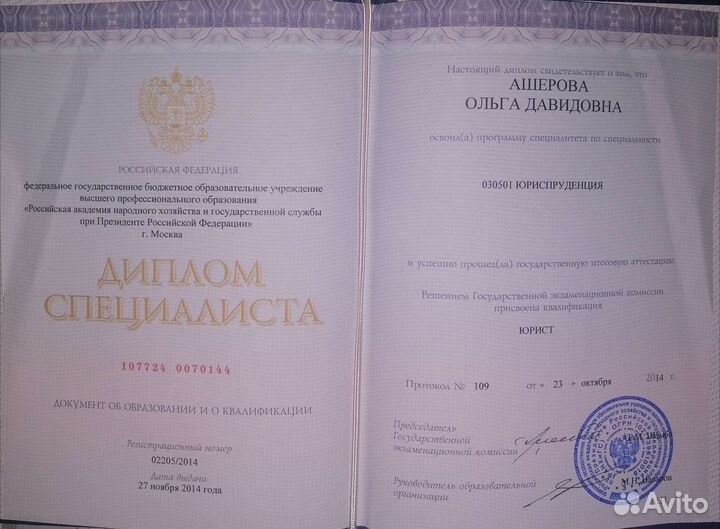 РОССИЙСКАЯ ФЕДЕРАЦИЯ
федеральное государственное бюджетное образовательное учреждение
высшего профессионального образования
«Российская академия народного хозяйства и государственной службы
при Президенте Российской Федерации»
г. Москва
ДИПЛОМ
СПЕЦИАЛИСТА
107724 0070144
ДОКУМЕНТ ОБ ОБРАЗОВАНИИ И О КВАЛИФИКАЦИИ
Регистрационный номер
02205/2014
Дата выдачи
27 ноября 2014 года
Настоящий диплом свидетельствует о том, что
АШЕРОВА
ОЛЬГА ДАВИДОВНА
освоил(а) программу специалитета по специальности
030501 ЮРИСПРУДЕНЦИЯ
и успешно прошел(ла) государственную итоговую аттестацию
Решением Государственной экзаменационной комиссии
присвоена квалификация
ЮРИСТ
Протокол № 109 от « 23 » октября 2014 г.
Председатель
Государственной
экзаменационной комиссии
Руководитель образовательной
организации
Avito